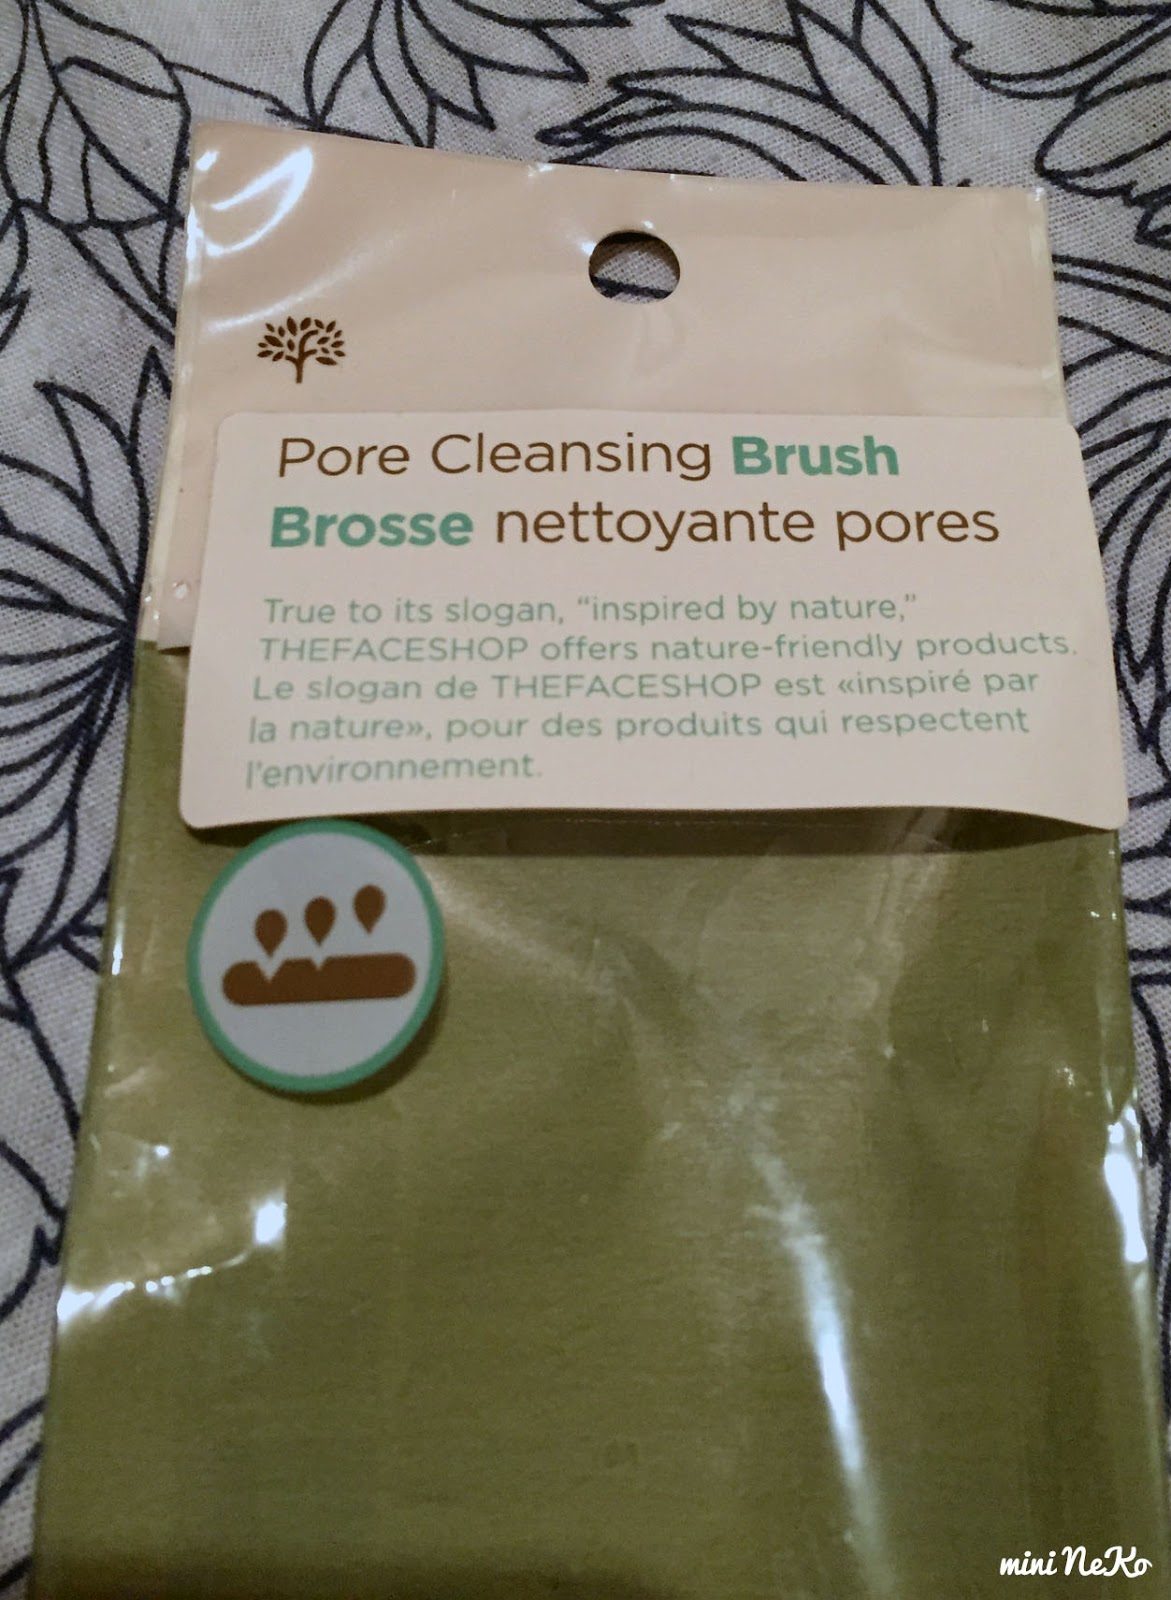 Pore Cleansing Brush
Brosse nettoyante pores
True to its slogan, “inspired by nature,”
THEFACESHOP offers nature-friendly products.
Le slogan de THEFACESHOP est «inspiré par
la nature», pour des produits qui respectent
l'environnement.
mini NeKo